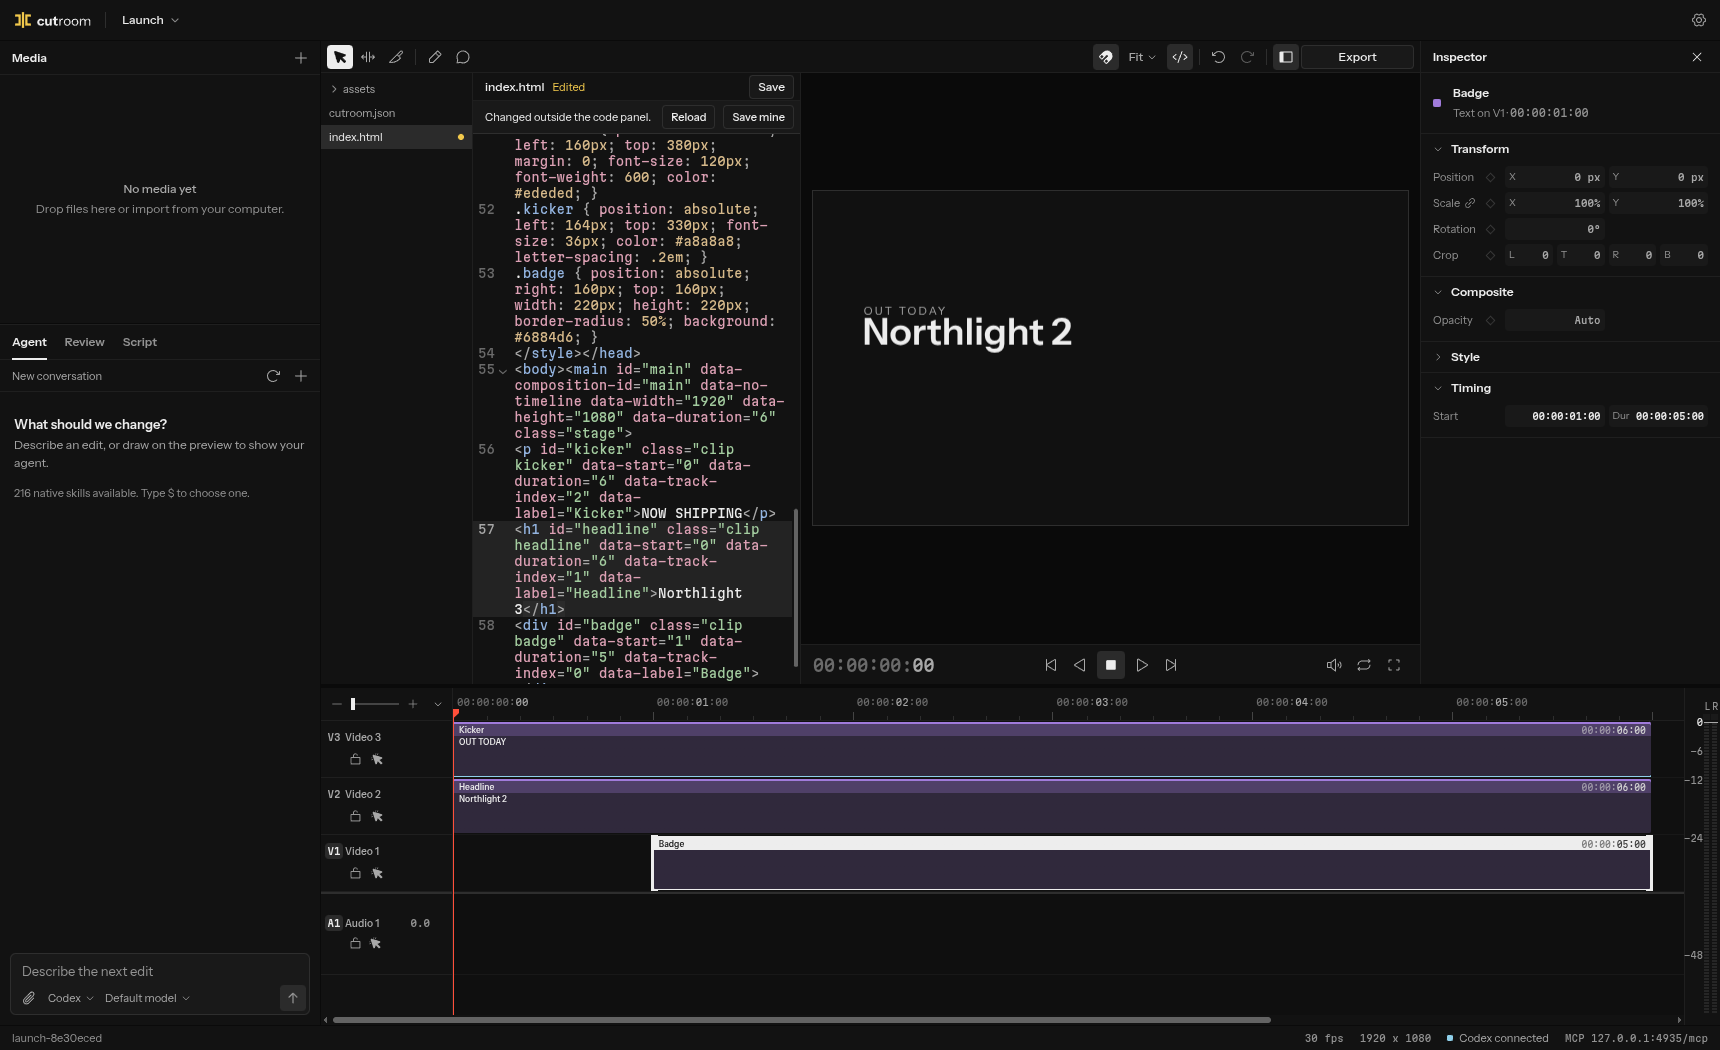 cutroom
Launch
Media
No media yet
Drop files here or import from your computer.
Agent
Review
Script
New conversation
What should we change?
Describe an edit, or draw on the preview to show your
agent.
216 native skills available. Type $ to choose one.
Describe the next edit
Codex
Default model
launch-8e30eced
Fit
Export
assets
cutroom.json
index.html
index.html Edited
Save
Changed outside the code panel.
Reload
Save mine
left: 160px; top: 380px;
margin: 0; font-size: 120px;
font-weight: 600; color:
#ededed; }
52 .kicker { position: absolute;
left: 164px; top: 330px; font-
size: 36px; color: #a8a8a8;
letter-spacing: .2em; }
53 .badge { position: absolute;
right: 160px; top: 160px;
width: 220px; height: 220px;
border-radius: 50%; background:
#6884d6; }
54 </style></head>
55 <body><main id="main" data-
composition-id="main" data-no-
timeline data-width="1920" data-
height="1080" data-duration="6"
class="stage">
56 <p id="kicker" class="clip
kicker" data-start="0" data-
duration="6" data-track-
index="2" data-
label="Kicker">NOW SHIPPING</p>
57 <h1 id="headline" class="clip
headline" data-start="0" data-
duration="6" data-track-
index="1" data-
label="Headline">Northlight
3</h1>
58 <div id="badge" class="clip
badge" data-start="1" data-
duration="5" data-track-
index="0" data-label="Badge">
OUT TODAY
Northlight 2
00:00:00:00
Inspector
Badge
Text on V1·00:00:01:00
Transform
Position X 0 px Y 0 px
Scale X 100% Y 100%
Rotation 0°
Crop L 0 T 0 R 0 B 0
Composite
Opacity Auto
Style
Timing
Start 00:00:01:00 Dur 00:00:05:00
00:00:00:00 00:00:01:00 00:00:02:00 00:00:03:00 00:00:04:00 00:00:05:00
V3 Video 3
Kicker 00:00:06:00
OUT TODAY
V2 Video 2
Headline 00:00:06:00
Northlight 2
V1 Video 1
Badge 00:00:05:00
A1 Audio 1 0.0
L R
0
-6
-12
-24
-48
30 fps 1920 x 1080 Codex connected MCP 127.0.0.1:4935/mcp